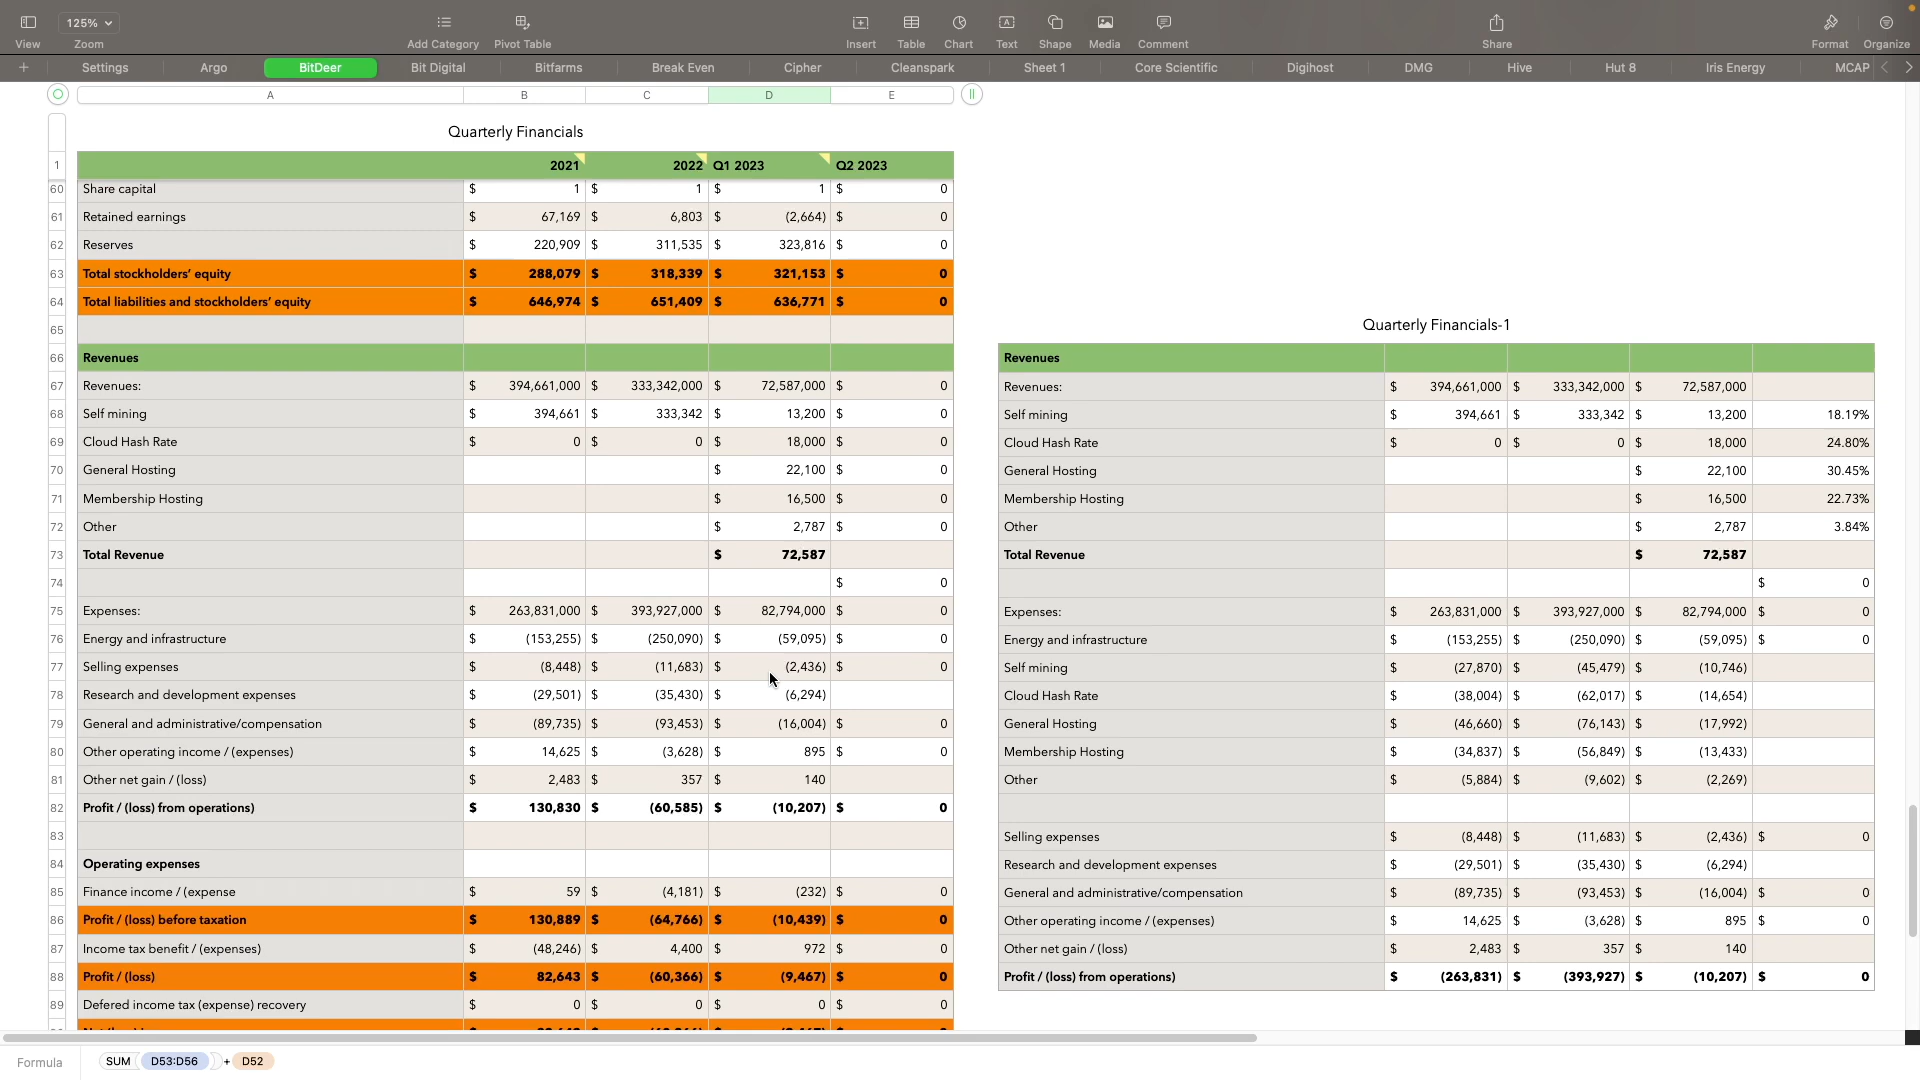 125%
View Zoom Add Category Pivot Table Insert Table Chart Text Shape Media Comment Share Format Organize
+ Settings Argo BitDeer Bit Digital Bitfarms Break Even Cipher Cleanspark Sheet 1 Core Scientific Digihost DMG Hive Hut 8 Iris Energy MCAP
A B C D E
Quarterly Financials
1 2021 2022 Q1 2023 Q2 2023
60 Share capital $ 1 $ 1 $ 1 $ 0
61 Retained earnings $ 67,169 $ 6,803 $ (2,664) $ 0
62 Reserves $ 220,909 $ 311,535 $ 323,816 $ 0
63 Total stockholders’ equity $ 288,079 $ 318,339 $ 321,153 $ 0
64 Total liabilities and stockholders’ equity $ 646,974 $ 651,409 $ 636,771 $ 0
65
66 Revenues
67 Revenues: $ 394,661,000 $ 333,342,000 $ 72,587,000 $ 0
68 Self mining $ 394,661 $ 333,342 $ 13,200 $ 0
69 Cloud Hash Rate $ 0 $ 0 $ 18,000 $ 0
70 General Hosting $ 22,100 $ 0
71 Membership Hosting $ 16,500 $ 0
72 Other $ 2,787 $ 0
73 Total Revenue $ 72,587
74 $ 0
75 Expenses: $ 263,831,000 $ 393,927,000 $ 82,794,000 $ 0
76 Energy and infrastructure $ (153,255) $ (250,090) $ (59,095) $ 0
77 Selling expenses $ (8,448) $ (11,683) $ (2,436) $ 0
78 Research and development expenses $ (29,501) $ (35,430) $ (6,294)
79 General and administrative/compensation $ (89,735) $ (93,453) $ (16,004) $ 0
80 Other operating income / (expenses) $ 14,625 $ (3,628) $ 895 $ 0
81 Other net gain / (loss) $ 2,483 $ 357 $ 140
82 Profit / (loss) from operations) $ 130,830 $ (60,585) $ (10,207) $ 0
83
84 Operating expenses
85 Finance income / (expense $ 59 $ (4,181) $ (232) $ 0
86 Profit / (loss) before taxation $ 130,889 $ (64,766) $ (10,439) $ 0
87 Income tax benefit / (expenses) $ (48,246) $ 4,400 $ 972 $ 0
88 Profit / (loss) $ 82,643 $ (60,366) $ (9,467) $ 0
89 Defered income tax (expense) recovery $ 0 $ 0 $ 0 $ 0
Quarterly Financials-1
Revenues
Revenues: $ 394,661,000 $ 333,342,000 $ 72,587,000
Self mining $ 394,661 $ 333,342 $ 13,200 18.19%
Cloud Hash Rate $ 0 $ 0 $ 18,000 24.80%
General Hosting $ 22,100 30.45%
Membership Hosting $ 16,500 22.73%
Other $ 2,787 3.84%
Total Revenue $ 72,587
$ 0
Expenses: $ 263,831,000 $ 393,927,000 $ 82,794,000 $ 0
Energy and infrastructure $ (153,255) $ (250,090) $ (59,095) $ 0
Self mining $ (27,870) $ (45,479) $ (10,746)
Cloud Hash Rate $ (38,004) $ (62,017) $ (14,654)
General Hosting $ (46,660) $ (76,143) $ (17,992)
Membership Hosting $ (34,837) $ (56,849) $ (13,433)
Other $ (5,884) $ (9,602) $ (2,269)
Selling expenses $ (8,448) $ (11,683) $ (2,436) $ 0
Research and development expenses $ (29,501) $ (35,430) $ (6,294)
General and administrative/compensation $ (89,735) $ (93,453) $ (16,004) $ 0
Other operating income / (expenses) $ 14,625 $ (3,628) $ 895 $ 0
Other net gain / (loss) $ 2,483 $ 357 $ 140
Profit / (loss) from operations) $ (263,831) $ (393,927) $ (10,207) $ 0
Formula SUM ( D53:D56 ) + D52